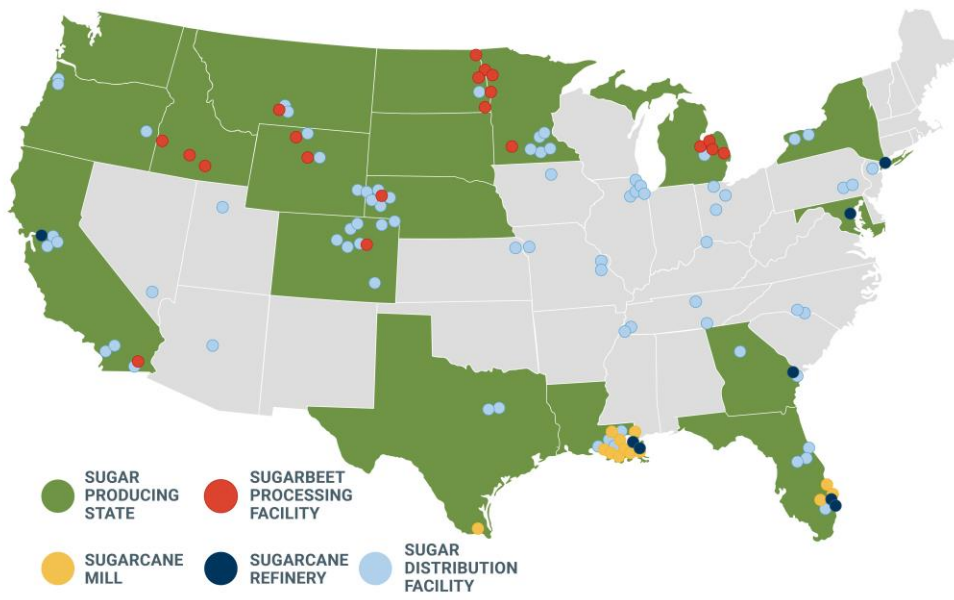 SUGAR
PRODUCING
STATE
SUGARBEET
PROCESSING
FACILITY
SUGARCANE
MILL
SUGARCANE
REFINERY
SUGAR
DISTRIBUTION
FACILITY